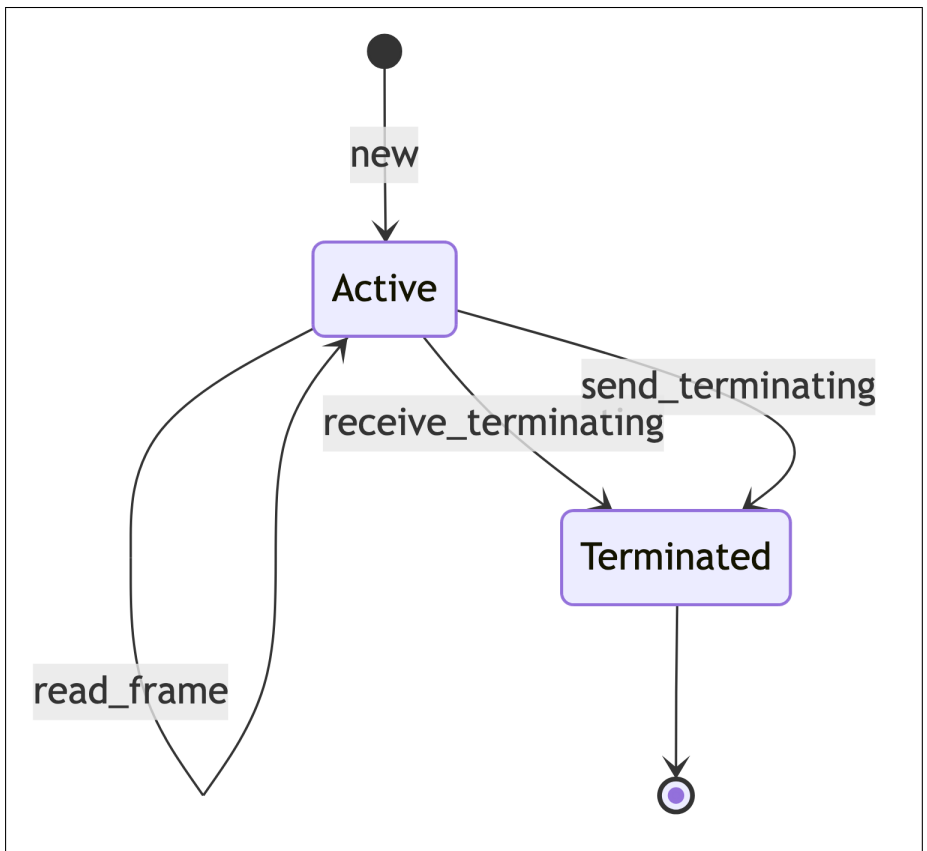 new
Active
send_terminating
receive_terminating
Terminated
read_frame